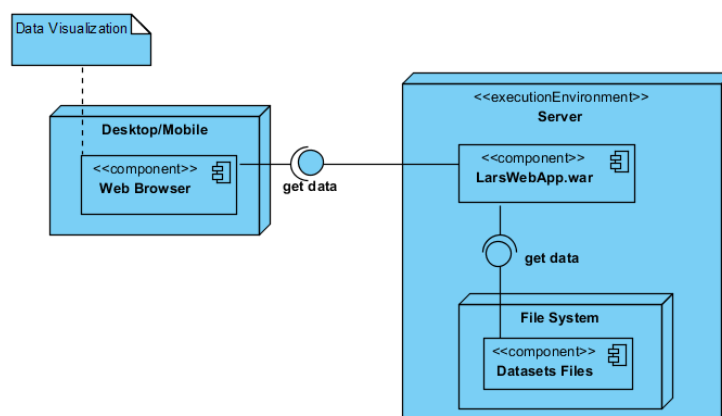 Data Visualization
Desktop/Mobile
<<component>>
Web Browser
get data
<<executionEnvironment>>
Server
<<component>>
LarsWebApp.war
get data
File System
<<component>>
Datasets Files